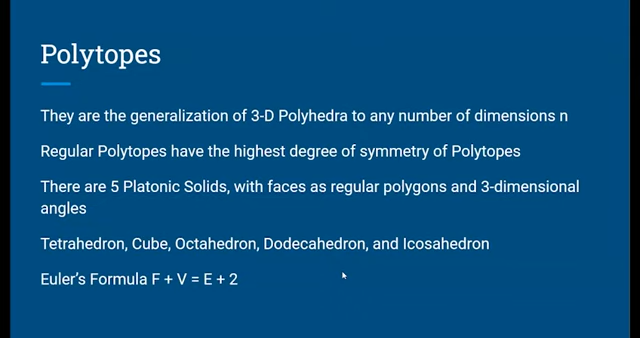 Polytopes
They are the generalization of 3-D Polyhedra to any number of dimensions n
Regular Polytopes have the highest degree of symmetry of Polytopes
There are 5 Platonic Solids, with faces as regular polygons and 3-dimensional
angles
Tetrahedron, Cube, Octahedron, Dodecahedron, and Icosahedron
Euler’s Formula F + V = E + 2